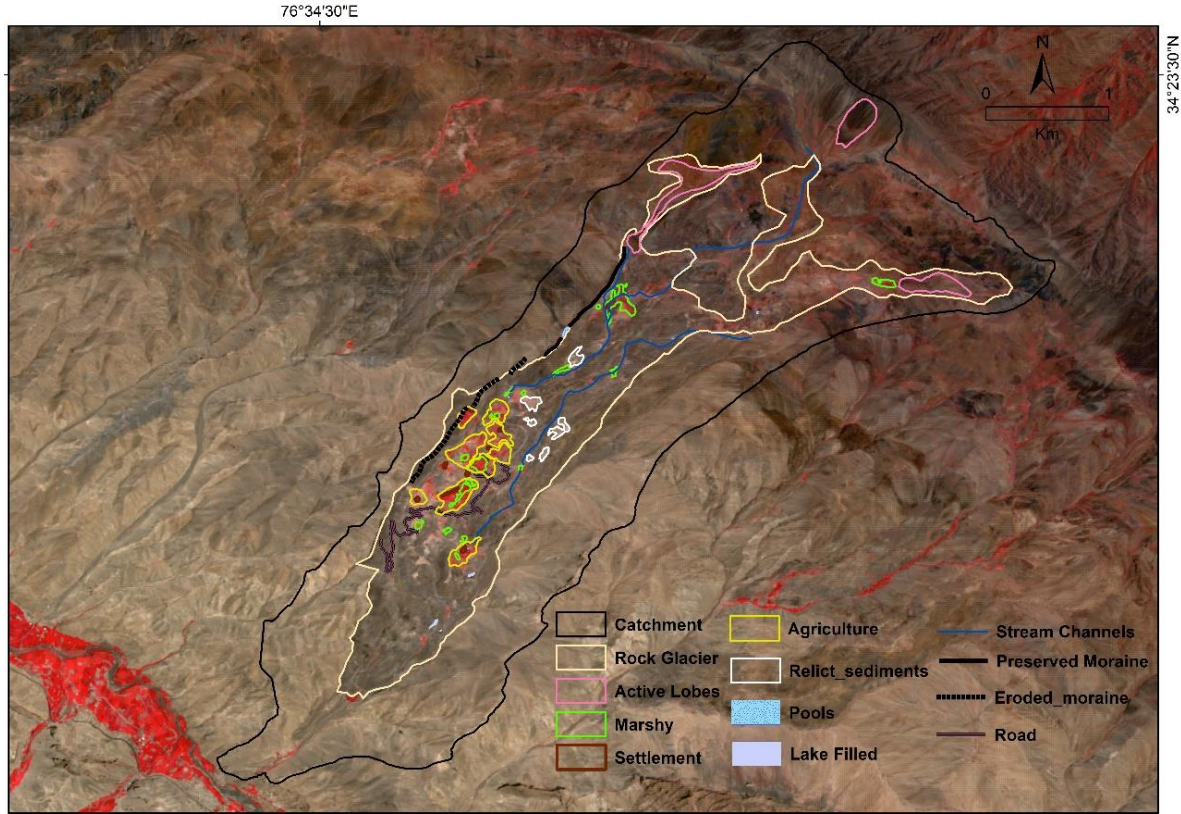 76°34'30"E
34°23'30"N
N
0 1
Km
Catchment
Rock Glacier
Active Lobes
Marshy
Settlement
Agriculture
Relict_sediments
Pools
Lake Filled
Stream Channels
Preserved Moraine
Eroded_moraine
Road